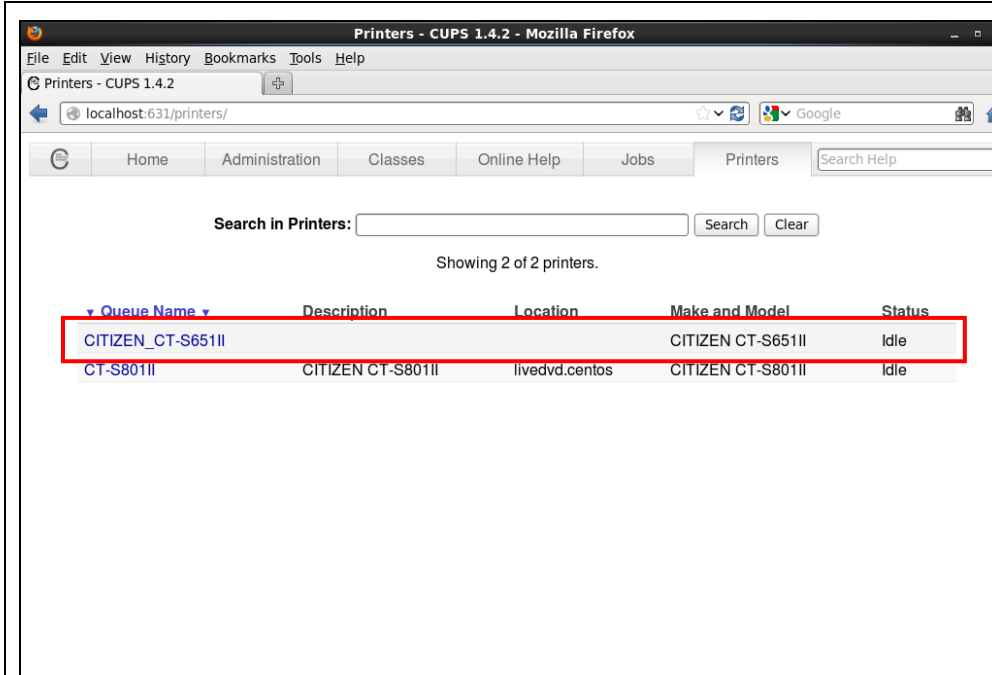 Printers - CUPS 1.4.2 - Mozilla Firefox
File Edit View History Bookmarks Tools Help
Printers - CUPS 1.4.2
localhost:631/printers/ Google
Home Administration Classes Online Help Jobs Printers Search Help
Search in Printers: Search Clear
Showing 2 of 2 printers.
▼ Queue Name ▼ Description Location Make and Model Status
CITIZEN_CT-S651II CITIZEN CT-S651II Idle
CT-S801II CITIZEN CT-S801II livedvd.centos CITIZEN CT-S801II Idle